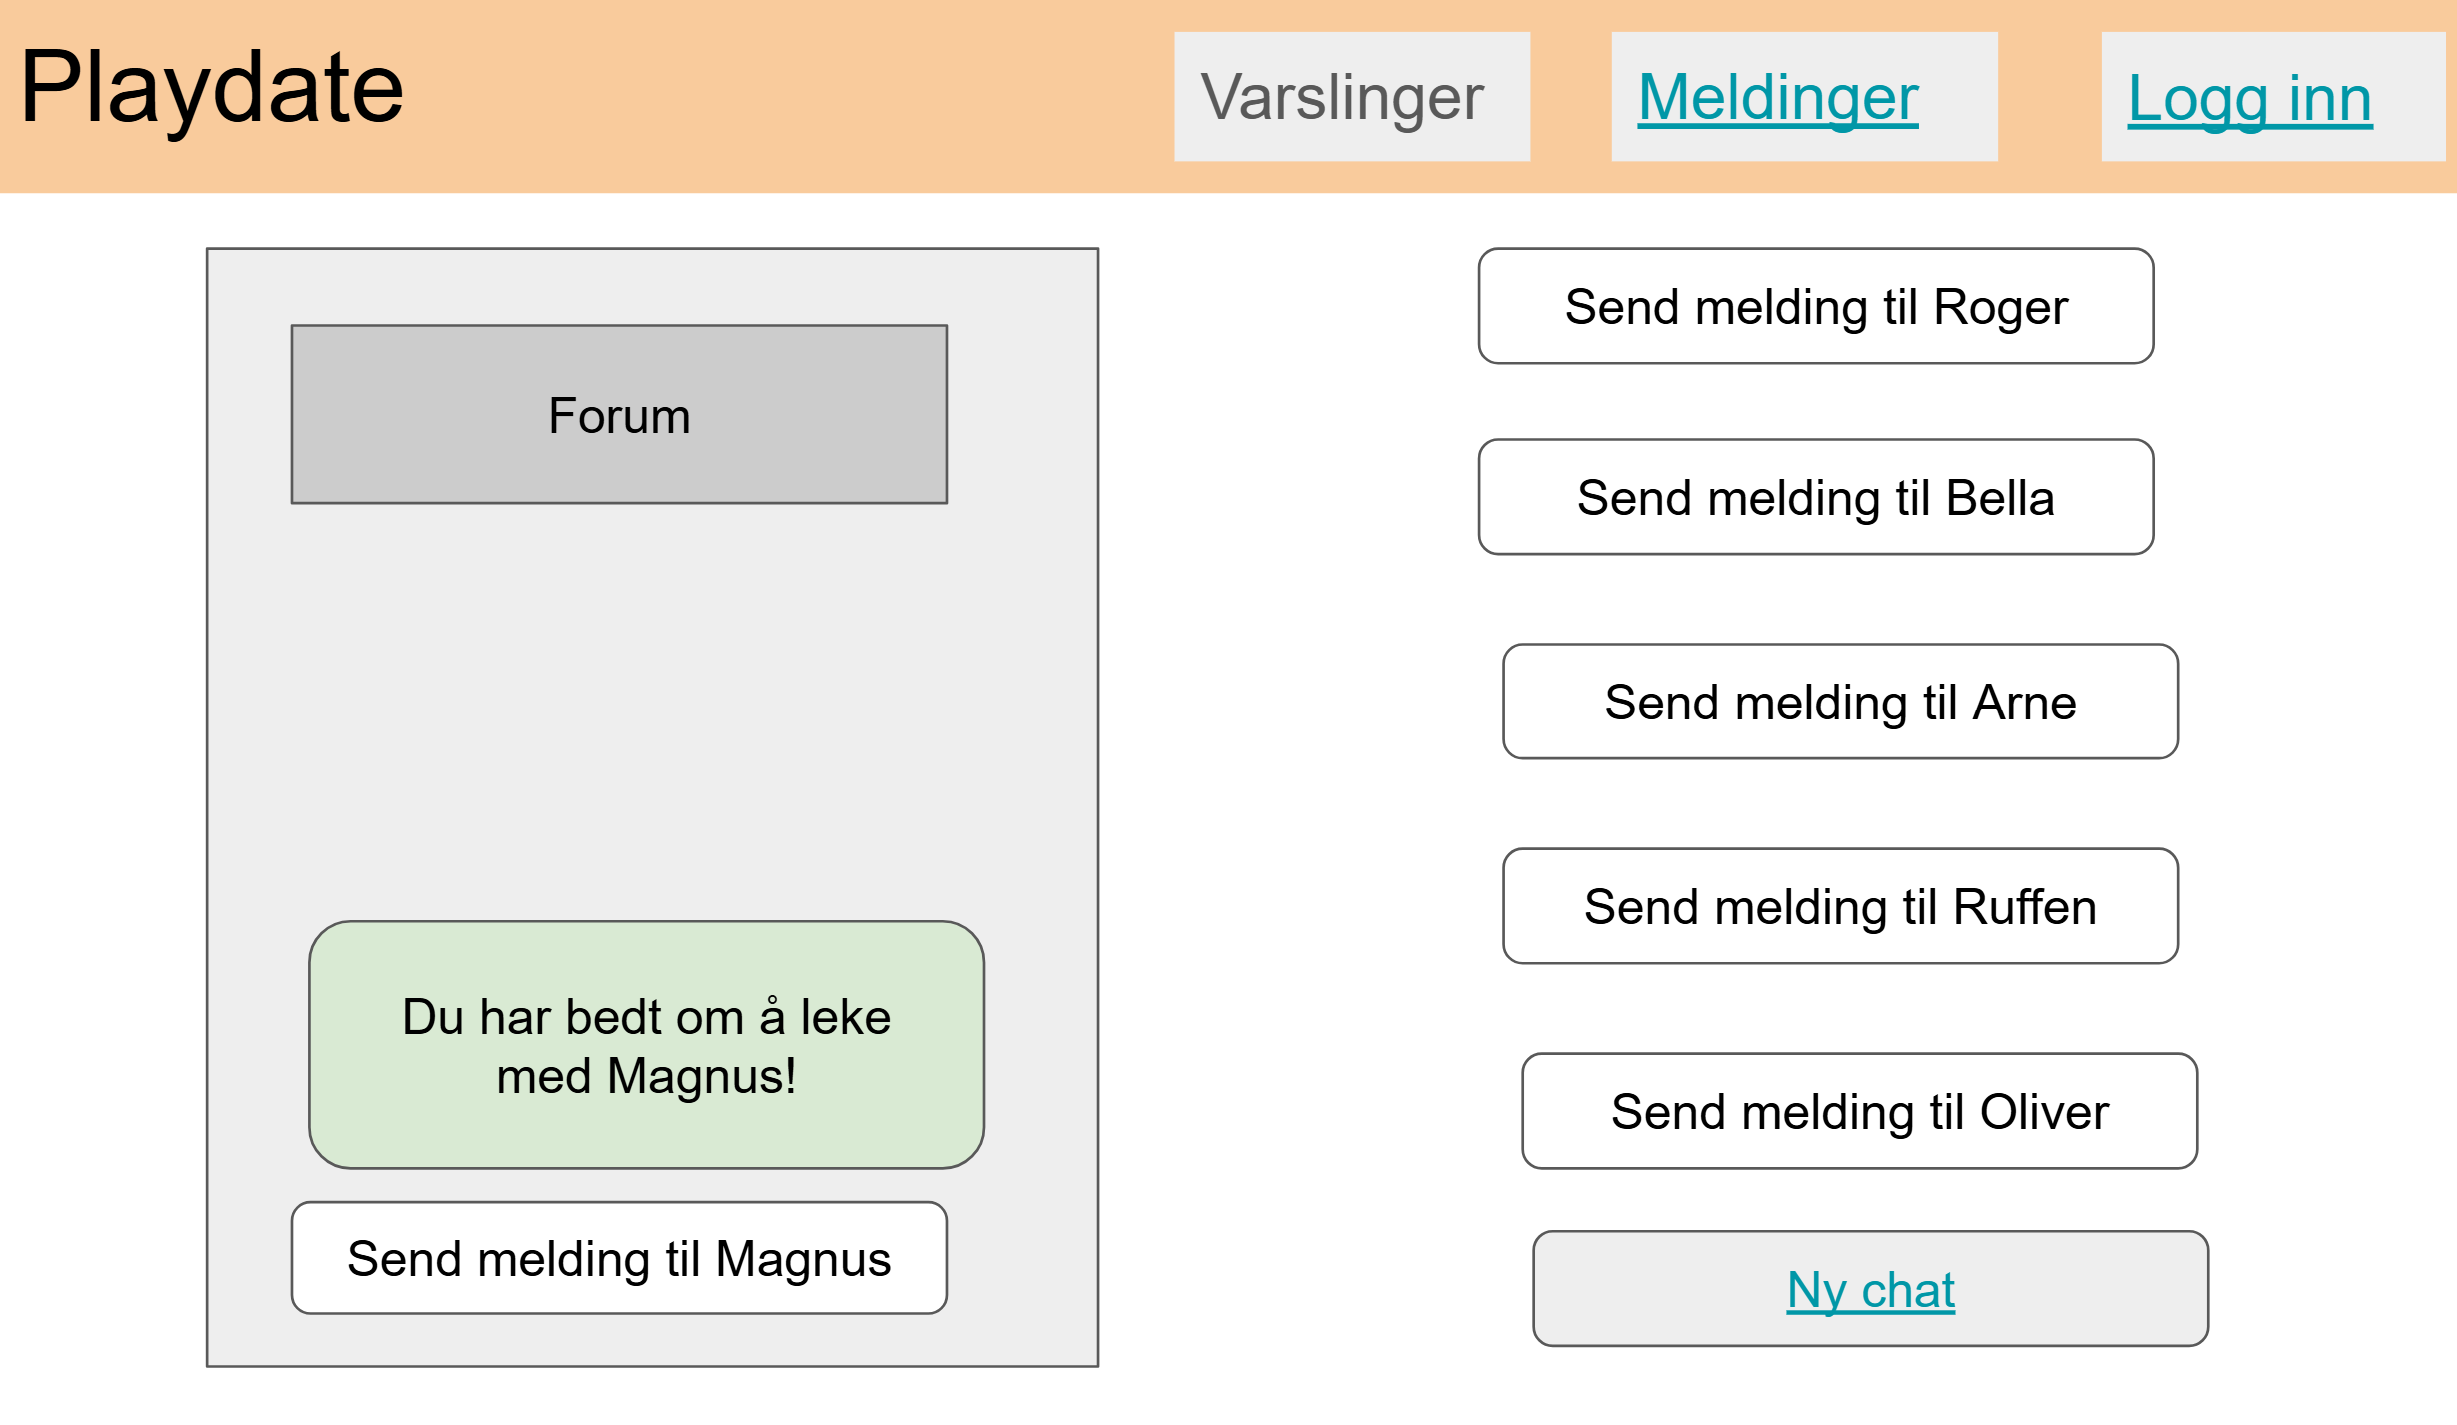 Playdate
Varslinger
Meldinger
Logg inn
Forum
Du har bedt om å leke
med Magnus!
Send melding til Magnus
Send melding til Roger
Send melding til Bella
Send melding til Arne
Send melding til Ruffen
Send melding til Oliver
Ny chat